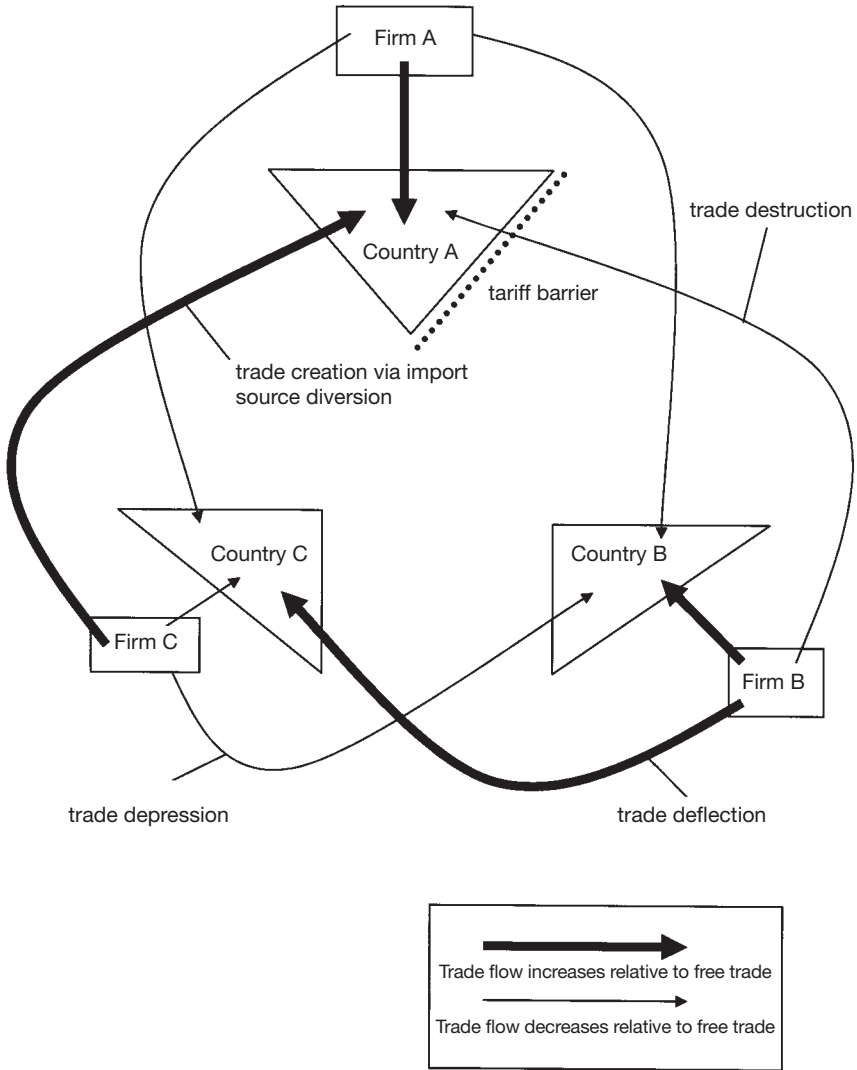 Firm A
trade destruction
Country A
tariff barrier
trade creation via import
source diversion
Country C
Country B
Firm C
Firm B
trade depression
trade deflection
Trade flow increases relative to free trade
Trade flow decreases relative to free trade